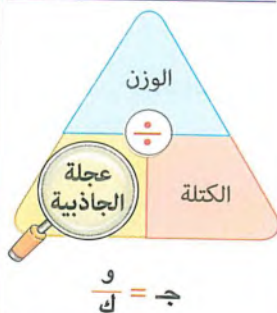 الوزن
÷
عجلة
الجاذبية
الكتلة
جـ = و / ك